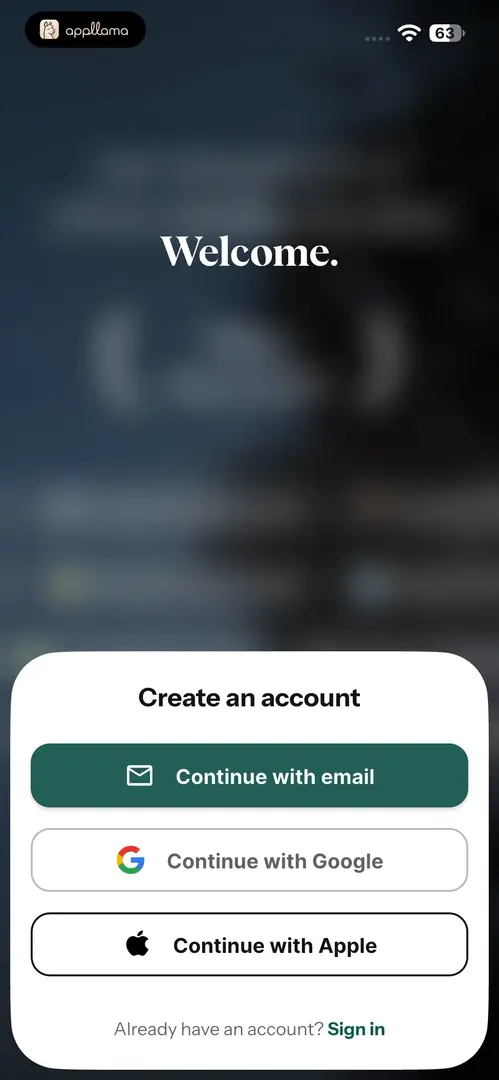 appllama
63
Welcome.
Create an account
Continue with email
Continue with Google
Continue with Apple
Already have an account? Sign in